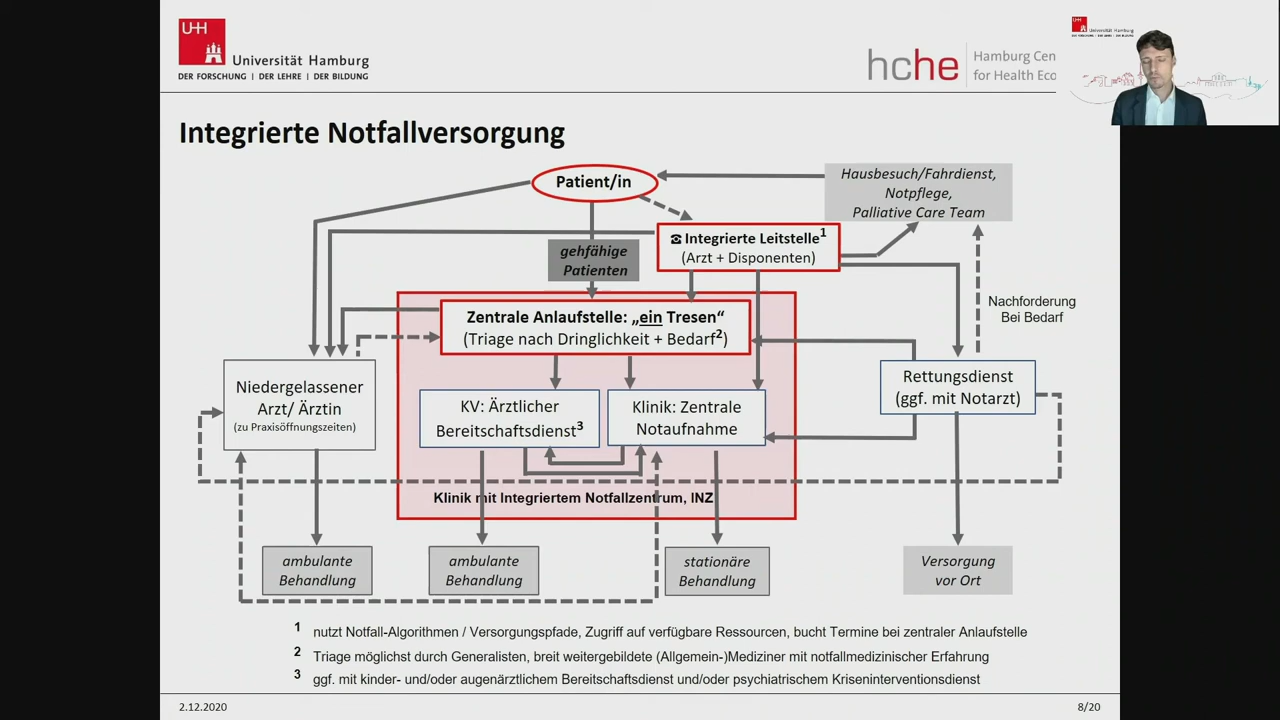 UHH
Universität Hamburg
DER FORSCHUNG | DER LEHRE | DER BILDUNG
hche
Hamburg Cen
for Health Eco
Integrierte Notfallversorgung
Patient/in
Hausbesuch/Fahrdienst,
Notpflege,
Palliative Care Team
☎ Integrierte Leitstelle¹
(Arzt + Disponenten)
gehfähige
Patienten
Nachforderung
Bei Bedarf
Zentrale Anlaufstelle: „ein Tresen“
(Triage nach Dringlichkeit + Bedarf²)
Niedergelassener
Arzt/ Ärztin
(zu Praxisöffnungszeiten)
KV: Ärztlicher
Bereitschaftsdienst³
Klinik: Zentrale
Notaufnahme
Rettungsdienst
(ggf. mit Notarzt)
Klinik mit Integriertem Notfallzentrum, INZ
ambulante
Behandlung
ambulante
Behandlung
stationäre
Behandlung
Versorgung
vor Ort
1 nutzt Notfall-Algorithmen / Versorgungspfade, Zugriff auf verfügbare Ressourcen, bucht Termine bei zentraler Anlaufstelle
2 Triage möglichst durch Generalisten, breit weitergebildete (Allgemein-)Mediziner mit notfallmedizinischer Erfahrung
3 ggf. mit kinder- und/oder augenärztlichem Bereitschaftsdienst und/oder psychiatrischem Kriseninterventionsdienst
2.12.2020
8/20